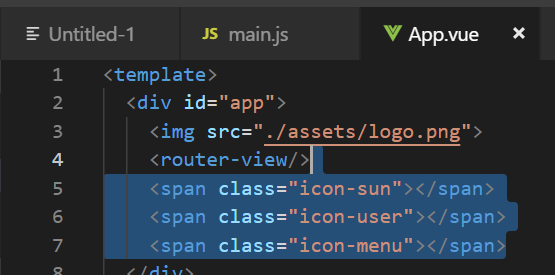 Untitled-1 JS main.js App.vue ×
1 <template>
2 <div id="app">
3 <img src="./assets/logo.png">
4 <router-view/>
5 <span class="icon-sun"></span>
6 <span class="icon-user"></span>
7 <span class="icon-menu"></span>
8 </div>